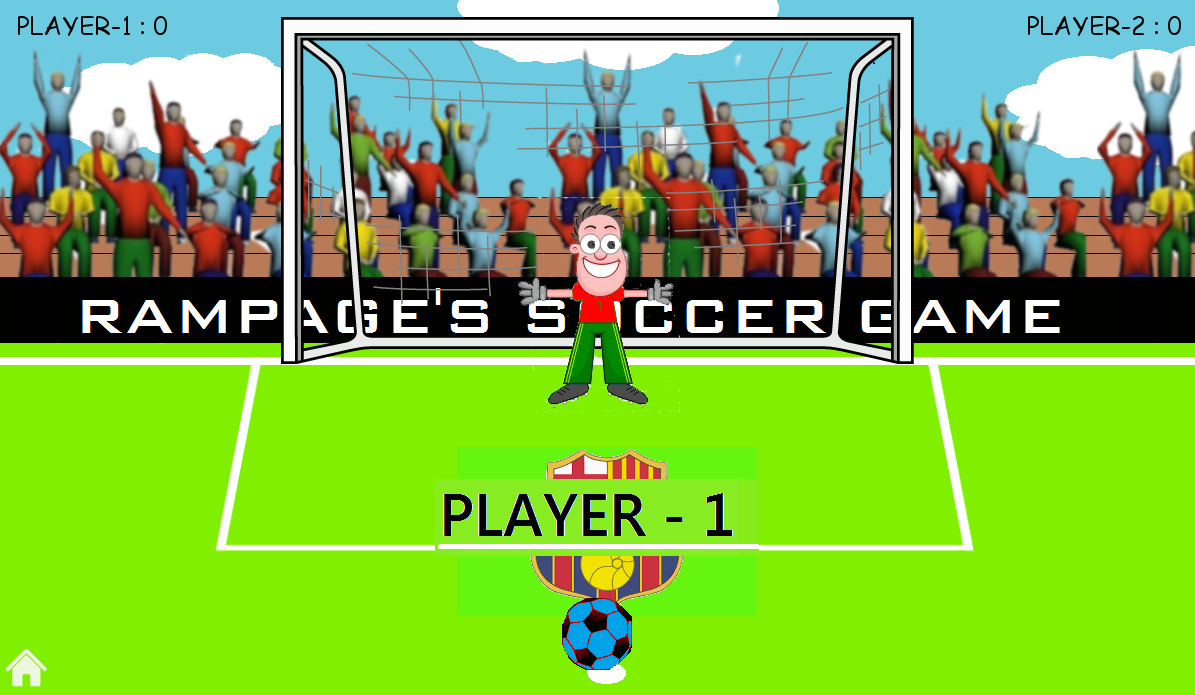 PLAYER-1 : 0
PLAYER-2 : 0
RAMPAGE'S SOCCER GAME
PLAYER - 1